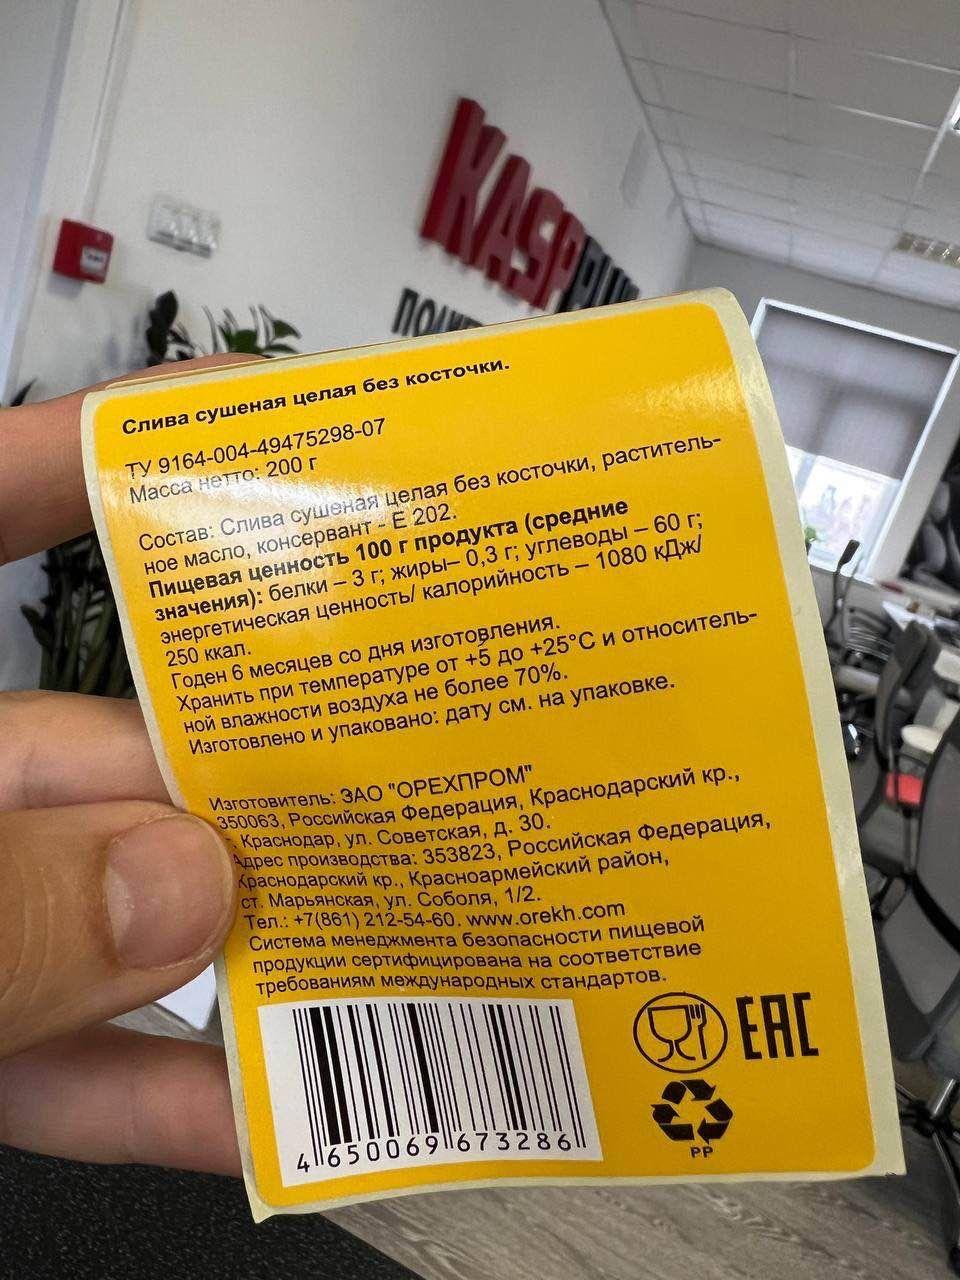 KASP
Слива сушеная целая без косточки.
ТУ 9164-004-49475298-07
Масса нетто: 200 г
Состав: Слива сушеная целая без косточки, раститель-
ное масло, консервант - Е 202.
Пищевая ценность 100 г продукта (средние
значения): белки – 3 г; жиры– 0,3 г; углеводы – 60 г;
энергетическая ценность/ калорийность – 1080 кДж/
250 ккал.
Годен 6 месяцев со дня изготовления.
Хранить при температуре от +5 до +25°С и относитель-
ной влажности воздуха не более 70%.
Изготовлено и упаковано: дату см. на упаковке.
Изготовитель: ЗАО "ОРЕХПРОМ"
350063, Российская Федерация, Краснодарский кр.,
г. Краснодар, ул. Советская, д. 30.
Адрес производства: 353823, Российская Федерация,
Краснодарский кр., Красноармейский район,
ст. Марьянская, ул. Соболя, 1/2.
Тел.: +7(861) 212-54-60. www.orekh.com
Система менеджмента безопасности пищевой
продукции сертифицирована на соответствие
требованиям международных стандартов.
4 650069 673286
EAC
PP